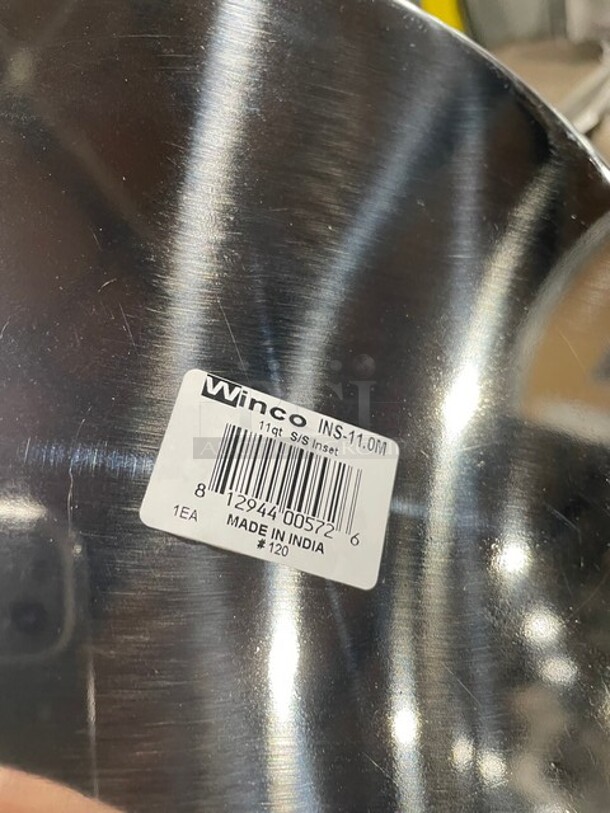 Winco INS-11.0M
11qt S/S Inset
8 12944 00572 6
1EA MADE IN INDIA
#120